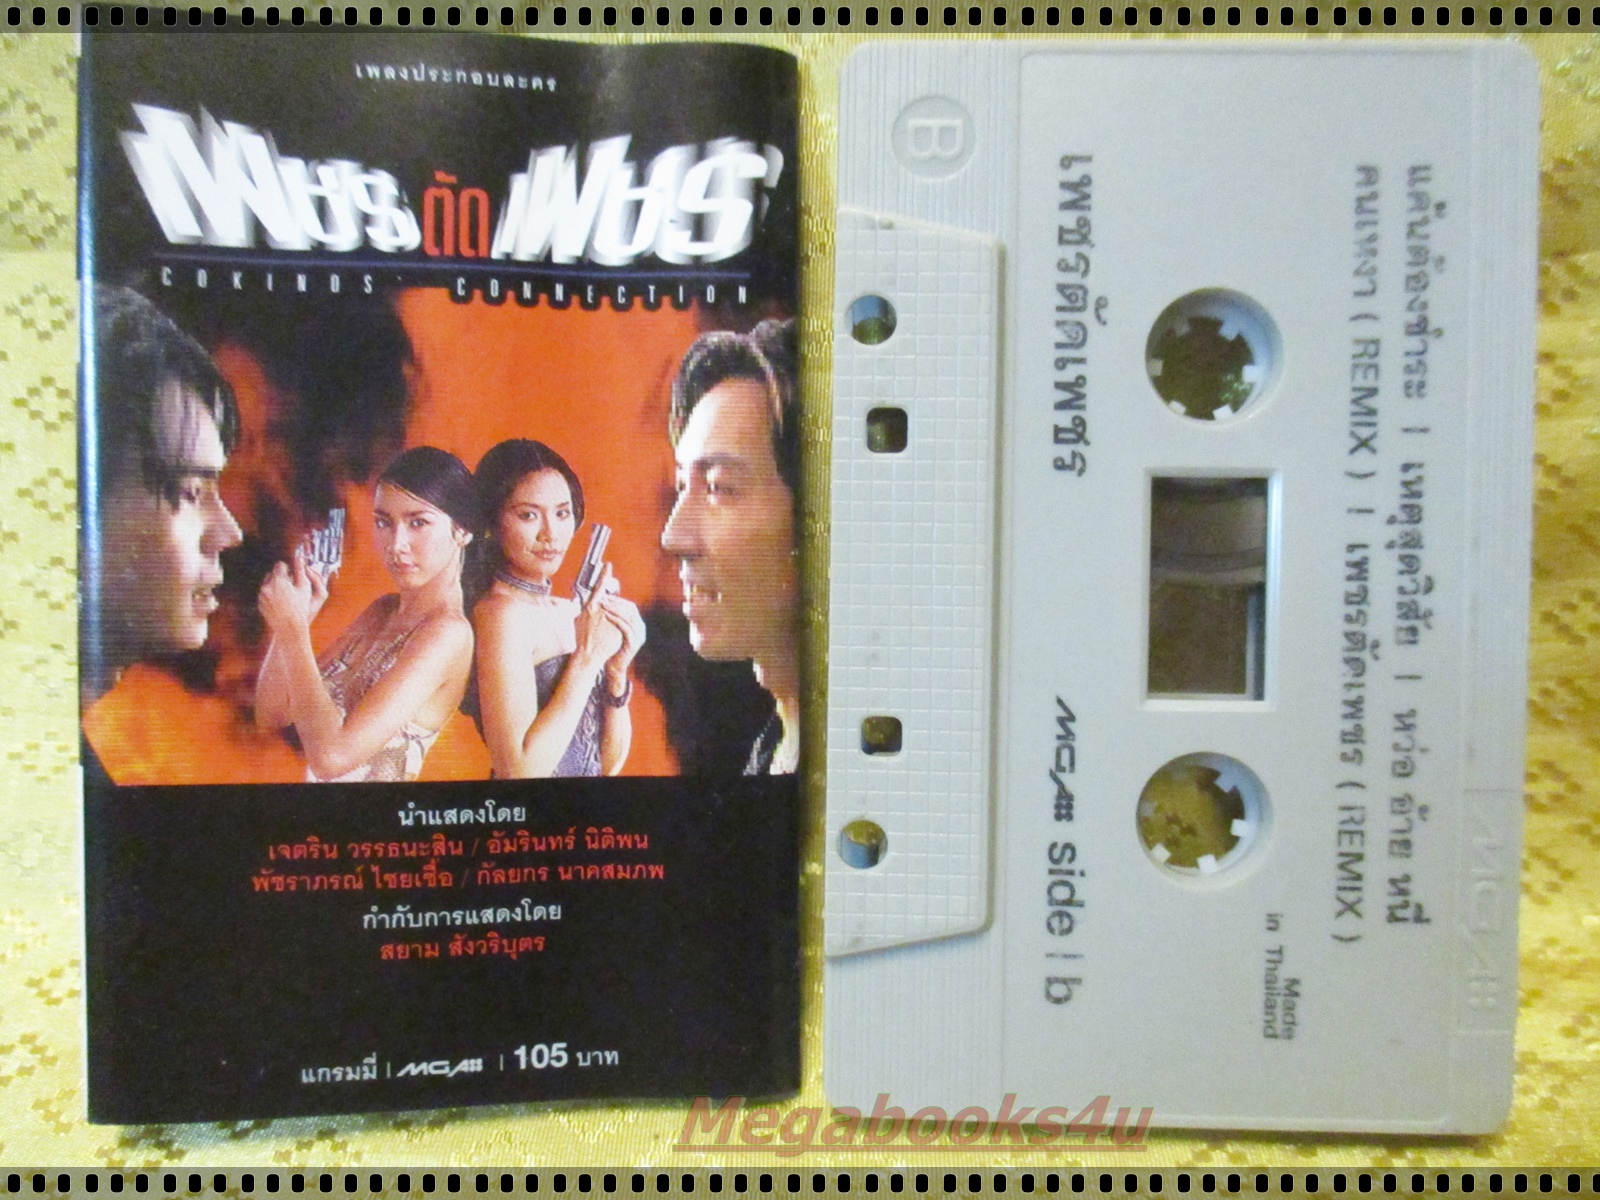 เพลงประกอบละคร
เพชรตัดเพชร
COKINOS' CONNECTION
นำแสดงโดย
เจตริน วรรธนะสิน / อัมรินทร์ นิติพน
พัชราภรณ์ ไชยเชื้อ / กัลยกร นาคสมภพ
กำกับการแสดงโดย
สยาม สังวริบุตร
แกรมมี่ | MGA | 105 บาท
B
แค้นต้องชำระ | เหตุสุดวิสัย | หว่อ อ้าย หนี่
คนเหงา ( REMIX ) | เพชรตัดเพชร ( REMIX )
Made
in Thailand
เพชรตัดเพชร
MGA side | b
MGA
Megabooks4u